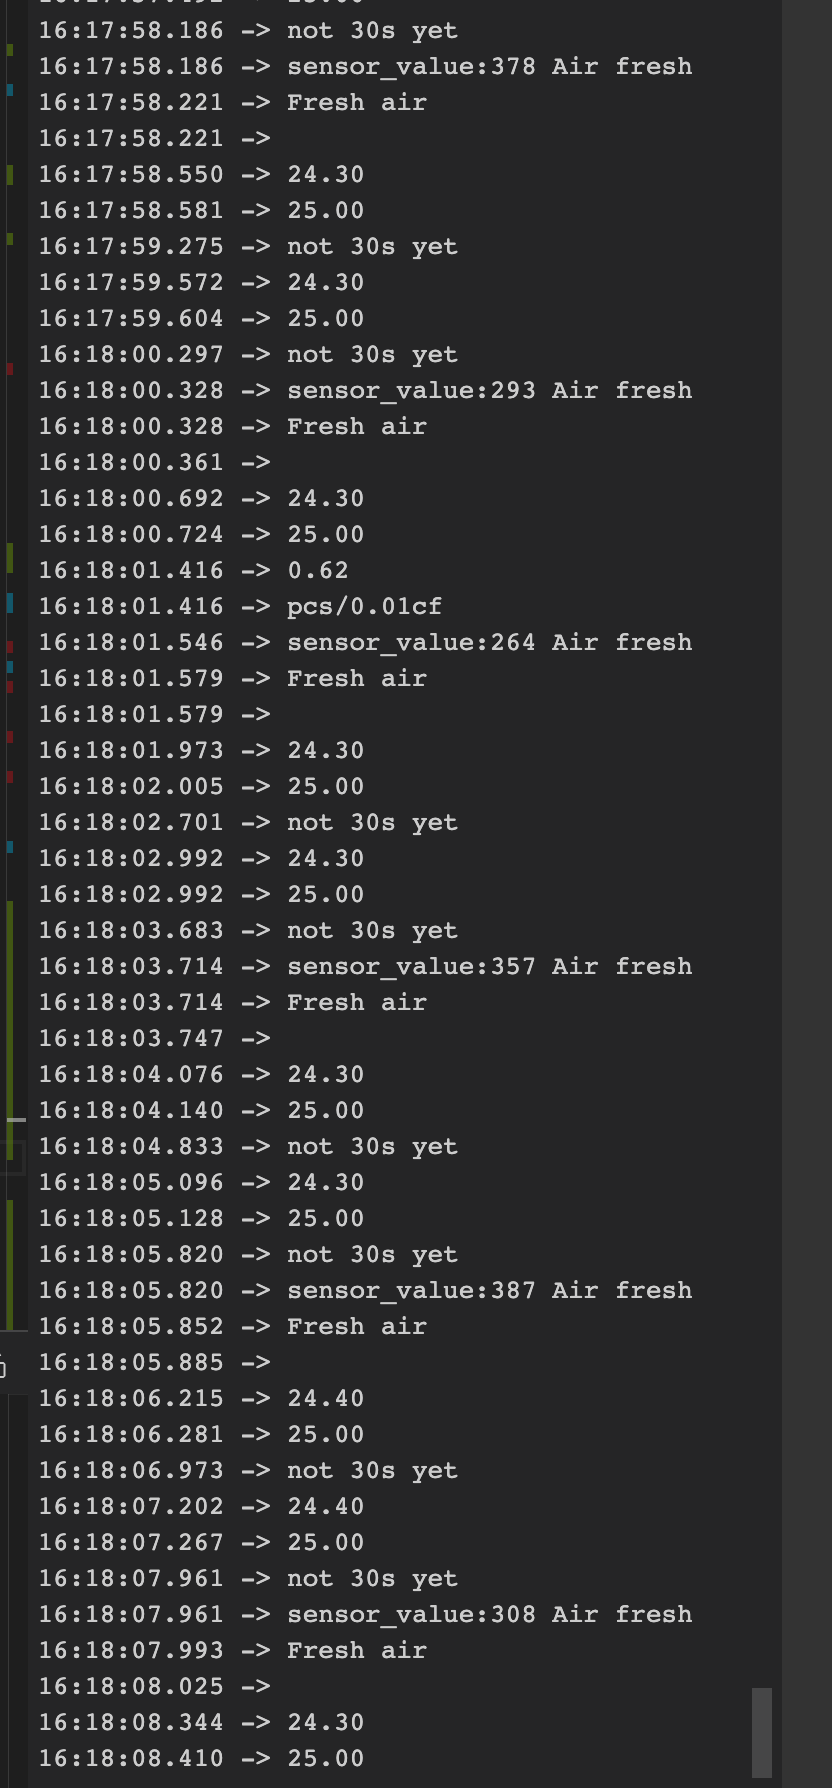 16:17:58.186 -> not 30s yet
16:17:58.186 -> sensor_value:378 Air fresh
16:17:58.221 -> Fresh air
16:17:58.221 ->
16:17:58.550 -> 24.30
16:17:58.581 -> 25.00
16:17:59.275 -> not 30s yet
16:17:59.572 -> 24.30
16:17:59.604 -> 25.00
16:18:00.297 -> not 30s yet
16:18:00.328 -> sensor_value:293 Air fresh
16:18:00.328 -> Fresh air
16:18:00.361 ->
16:18:00.692 -> 24.30
16:18:00.724 -> 25.00
16:18:01.416 -> 0.62
16:18:01.416 -> pcs/0.01cf
16:18:01.546 -> sensor_value:264 Air fresh
16:18:01.579 -> Fresh air
16:18:01.579 ->
16:18:01.973 -> 24.30
16:18:02.005 -> 25.00
16:18:02.701 -> not 30s yet
16:18:02.992 -> 24.30
16:18:02.992 -> 25.00
16:18:03.683 -> not 30s yet
16:18:03.714 -> sensor_value:357 Air fresh
16:18:03.714 -> Fresh air
16:18:03.747 ->
16:18:04.076 -> 24.30
16:18:04.140 -> 25.00
16:18:04.833 -> not 30s yet
16:18:05.096 -> 24.30
16:18:05.128 -> 25.00
16:18:05.820 -> not 30s yet
16:18:05.820 -> sensor_value:387 Air fresh
16:18:05.852 -> Fresh air
16:18:05.885 ->
16:18:06.215 -> 24.40
16:18:06.281 -> 25.00
16:18:06.973 -> not 30s yet
16:18:07.202 -> 24.40
16:18:07.267 -> 25.00
16:18:07.961 -> not 30s yet
16:18:07.961 -> sensor_value:308 Air fresh
16:18:07.993 -> Fresh air
16:18:08.025 ->
16:18:08.344 -> 24.30
16:18:08.410 -> 25.00